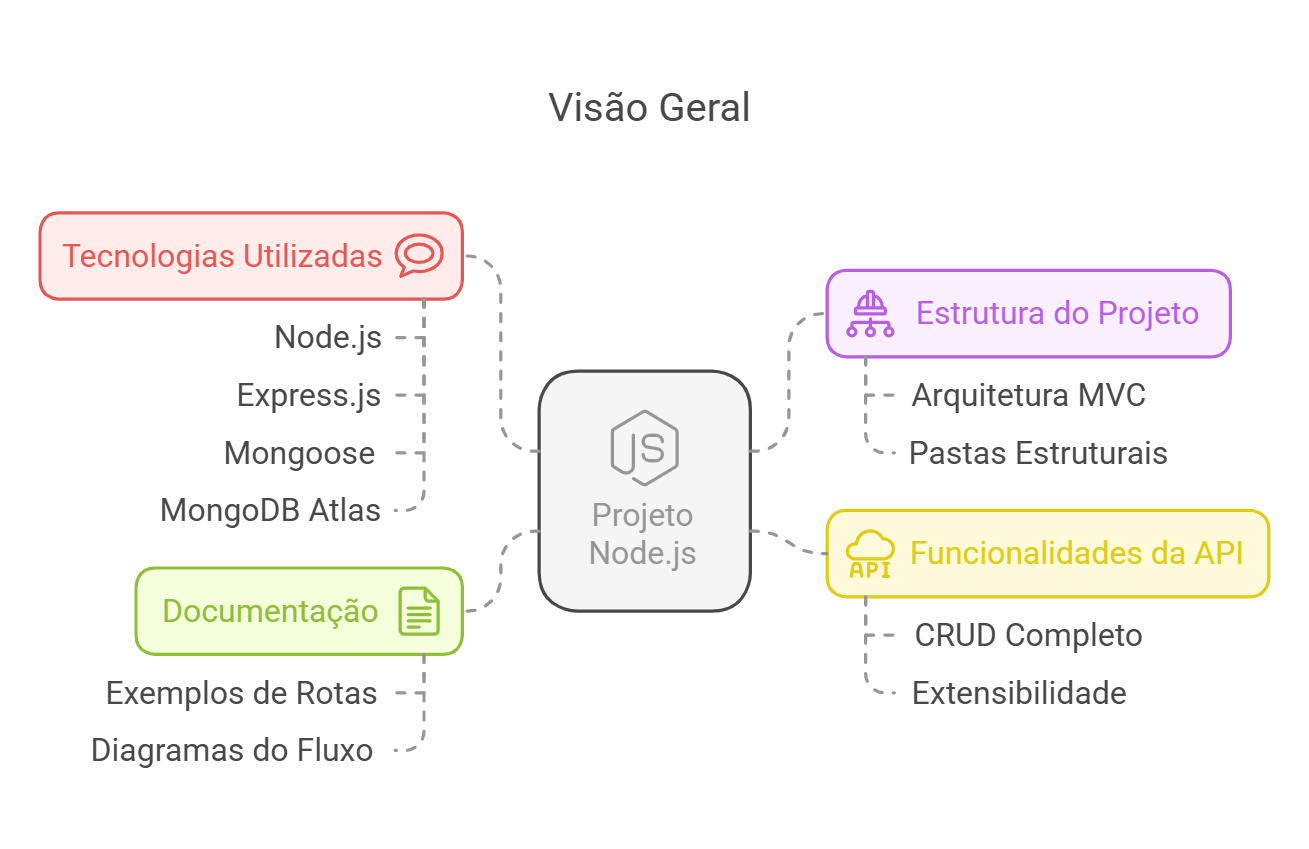 Visão Geral
Tecnologias Utilizadas
Node.js
Express.js
Mongoose
MongoDB Atlas
Documentação
Exemplos de Rotas
Diagramas do Fluxo
JS
Projeto
Node.js
Estrutura do Projeto
Arquitetura MVC
Pastas Estruturais
API
Funcionalidades da API
CRUD Completo
Extensibilidade